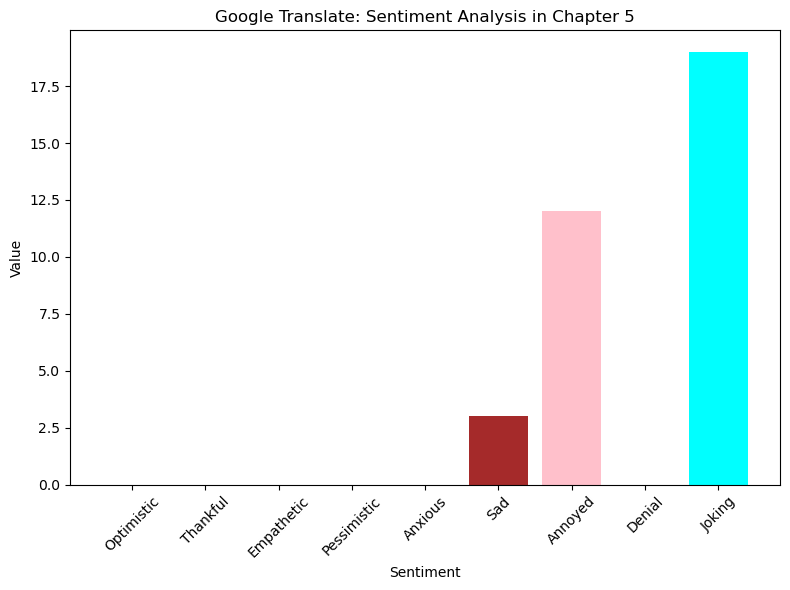 Google Translate: Sentiment Analysis in Chapter 5
Value
17.5
15.0
12.5
10.0
7.5
5.0
2.5
0.0
Optimistic
Thankful
Empathetic
Pessimistic
Anxious
Sad
Annoyed
Denial
Joking
Sentiment